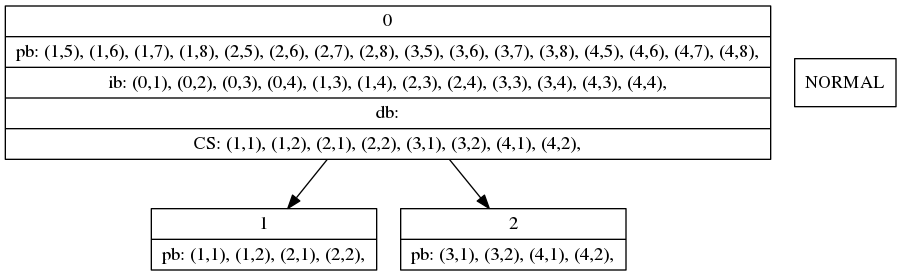 0
pb: (1,5), (1,6), (1,7), (1,8), (2,5), (2,6), (2,7), (2,8), (3,5), (3,6), (3,7), (3,8), (4,5), (4,6), (4,7), (4,8),
ib: (0,1), (0,2), (0,3), (0,4), (1,3), (1,4), (2,3), (2,4), (3,3), (3,4), (4,3), (4,4),
db:
CS: (1,1), (1,2), (2,1), (2,2), (3,1), (3,2), (4,1), (4,2),
NORMAL
1
pb: (1,1), (1,2), (2,1), (2,2),
2
pb: (3,1), (3,2), (4,1), (4,2),